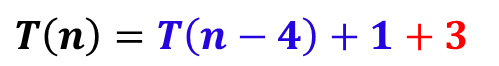 T(n) = T(n − 4) + 1 + 3